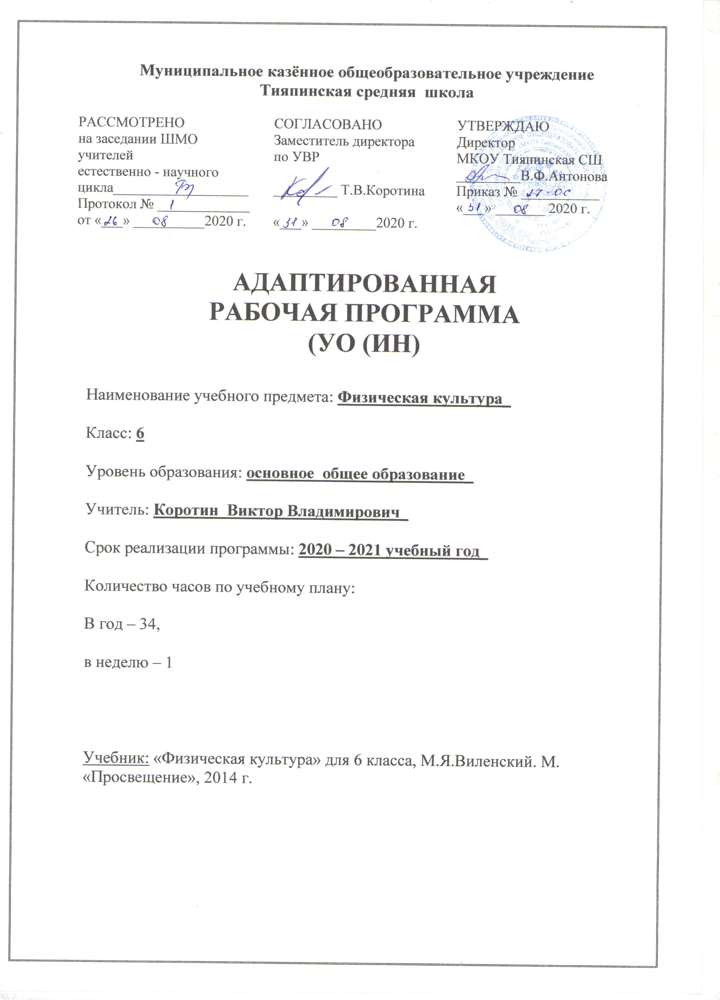 Муниципальное казённое общеобразовательное учреждение
Тияпинская средняя школа
РАССМОТРЕНО
на заседании ШМО
учителей
естественно - научного
цикла___________________
Протокол № 1
от «26» 08 2020 г.
СОГЛАСОВАНО
Заместитель директора
по УВР
_________ Т.В.Коротина
«31» 08 2020 г.
УТВЕРЖДАЮ
Директор
МКОУ Тияпинская СШ
_________В.Ф.Антонова
Приказ № 27-ОС
«31» 08 2020 г.
АДАПТИРОВАННАЯ
РАБОЧАЯ ПРОГРАММА
(УО (ИН)
Наименование учебного предмета: Физическая культура
Класс: 6
Уровень образования: основное общее образование
Учитель: Коротин Виктор Владимирович
Срок реализации программы: 2020 – 2021 учебный год
Количество часов по учебному плану:
В год – 34,
в неделю – 1
Учебник: «Физическая культура» для 6 класса, М.Я.Виленский. М.
«Просвещение», 2014 г.